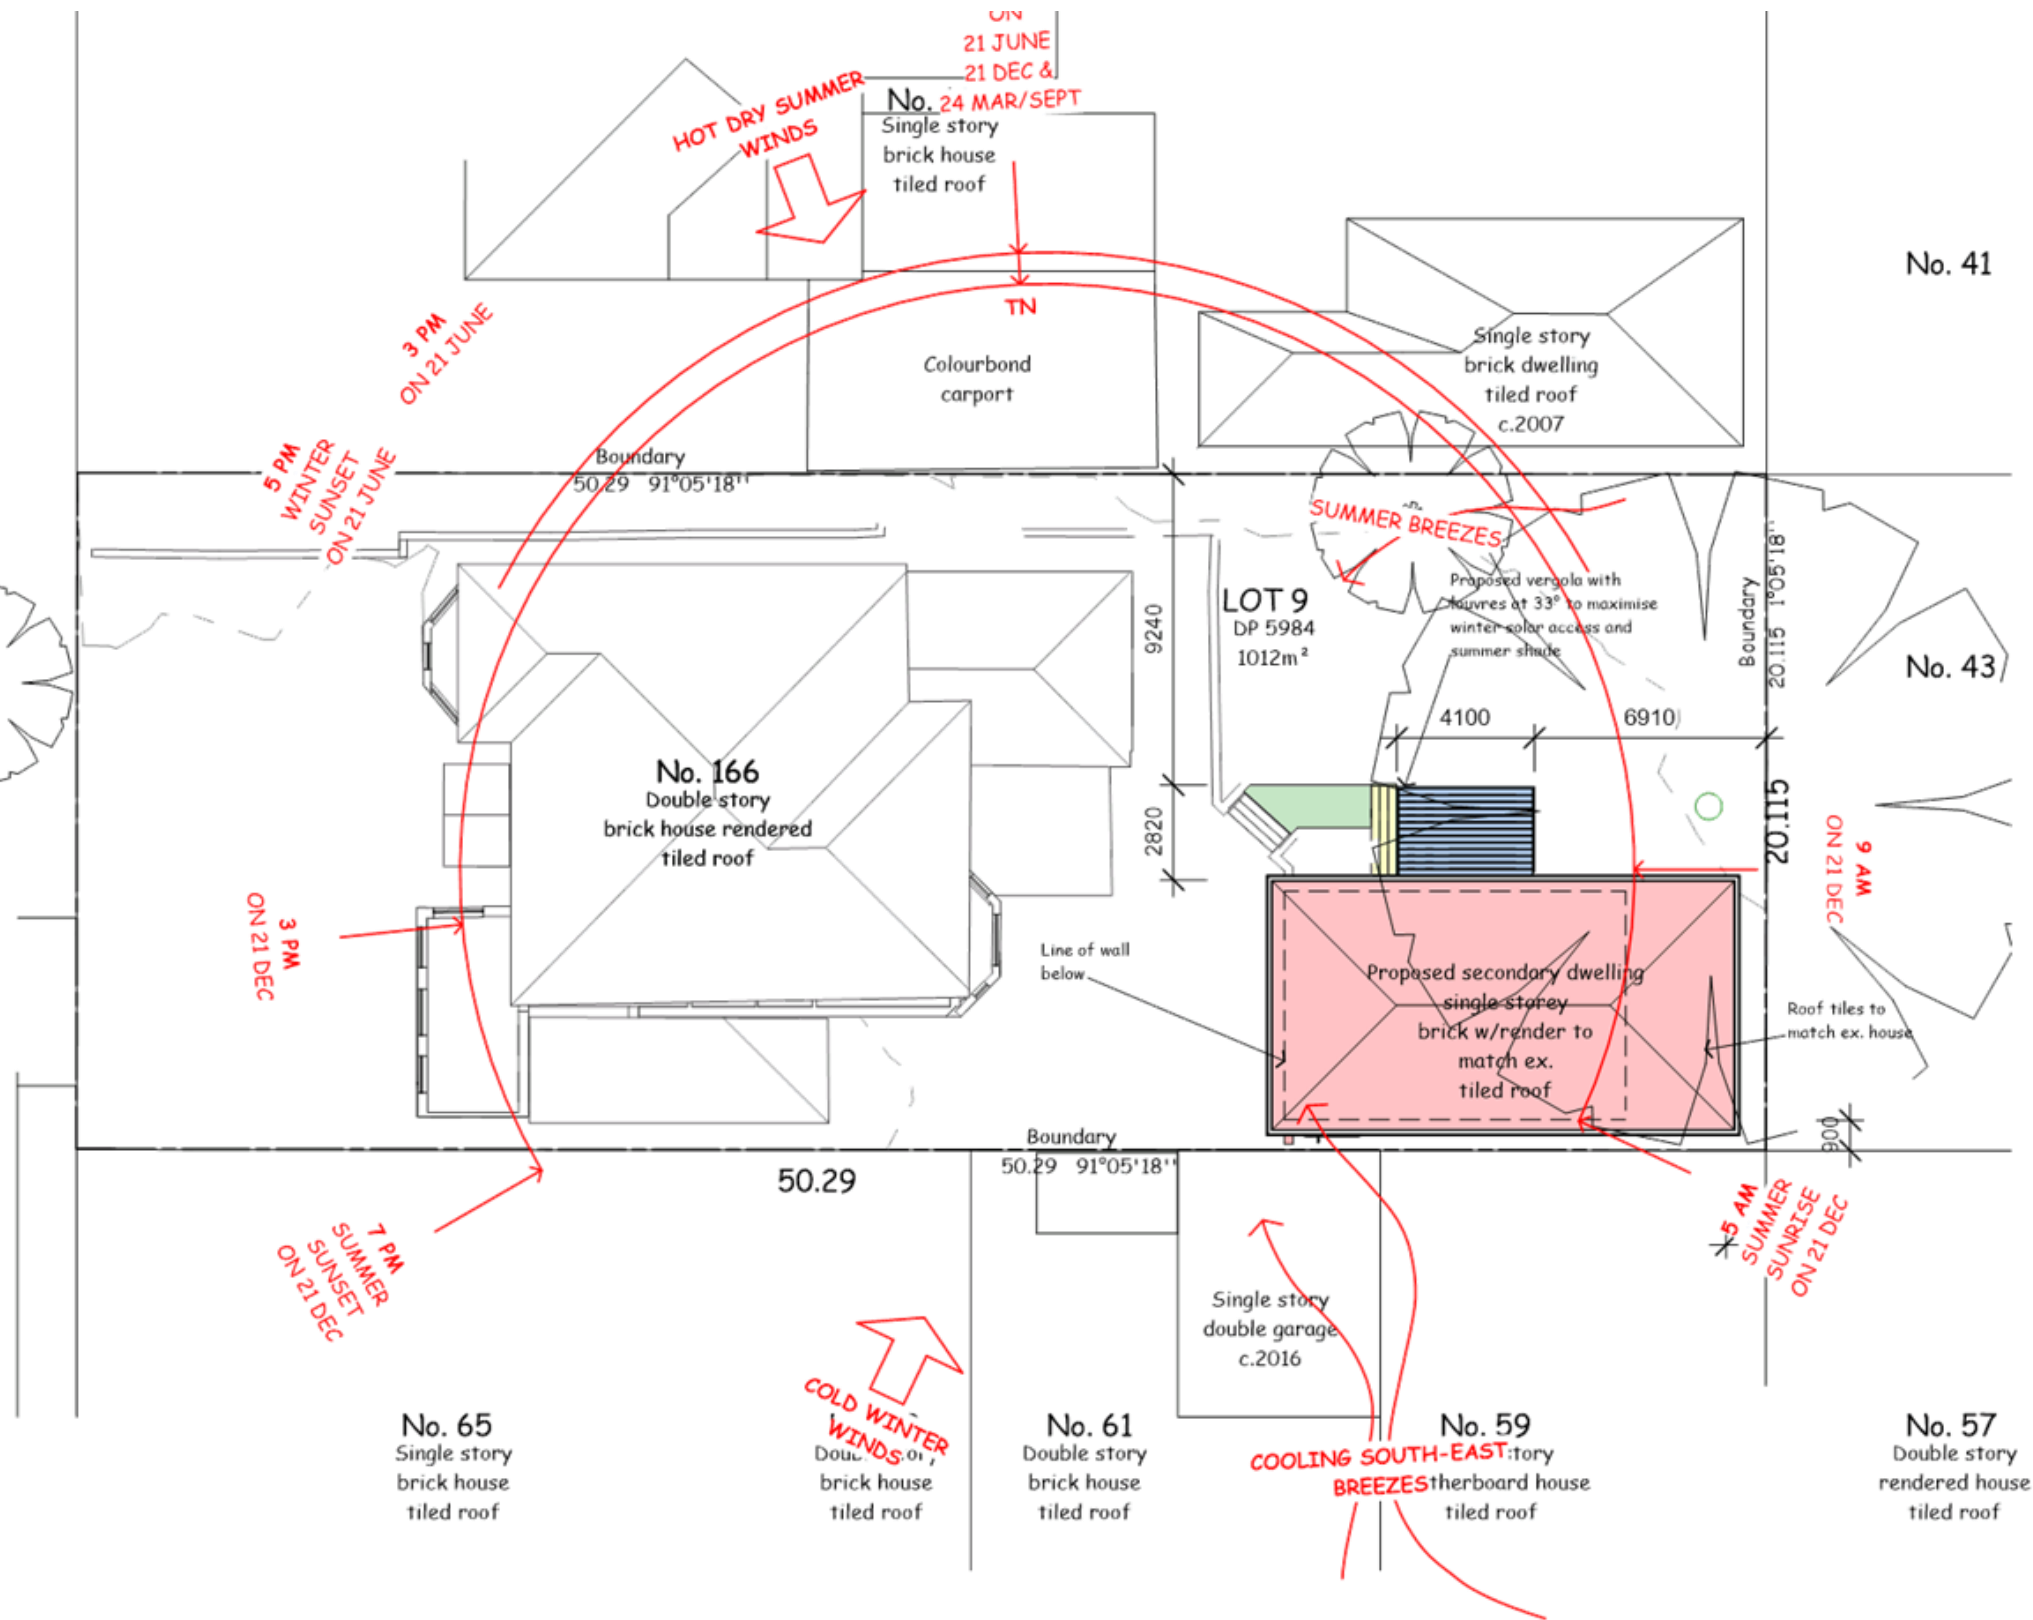 ON
21 JUNE
21 DEC &
24 MAR/SEPT
HOT DRY SUMMER
WINDS
No.
Single story
brick house
tiled roof
TN
No. 41
3 PM
ON 21 JUNE
Colourbond
carport
Single story
brick dwelling
tiled roof
c.2007
5 PM
WINTER
SUNSET
ON 21 JUNE
Boundary
50.29 91°05'18''
SUMMER BREEZES
Proposed vergola with
louvres at 33° to maximise
winter solar access and
summer shade
LOT 9
DP 5984
1012m²
9240
Boundary
20.115 1°05'18''
No. 43
4100
6910
No. 166
Double story
brick house rendered
tiled roof
2820
20.115
9 AM
ON 21 DEC
3 PM
ON 21 DEC
Line of wall
below
Proposed secondary dwelling
single storey
brick w/render to
match ex.
tiled roof
Roof tiles to
match ex. house
900
Boundary
50.29 91°05'18''
50.29
7 PM
SUMMER
SUNSET
ON 21 DEC
5 AM
SUMMER
SUNRISE
ON 21 DEC
Single story
double garage
c.2016
COLD WINTER
WINDS
No. 65
Single story
brick house
tiled roof
brick house
tiled roof
No. 61
Double story
brick house
tiled roof
COOLING SOUTH-EAST
BREEZES
No. 59
tory
therboard house
tiled roof
No. 57
Double story
rendered house
tiled roof